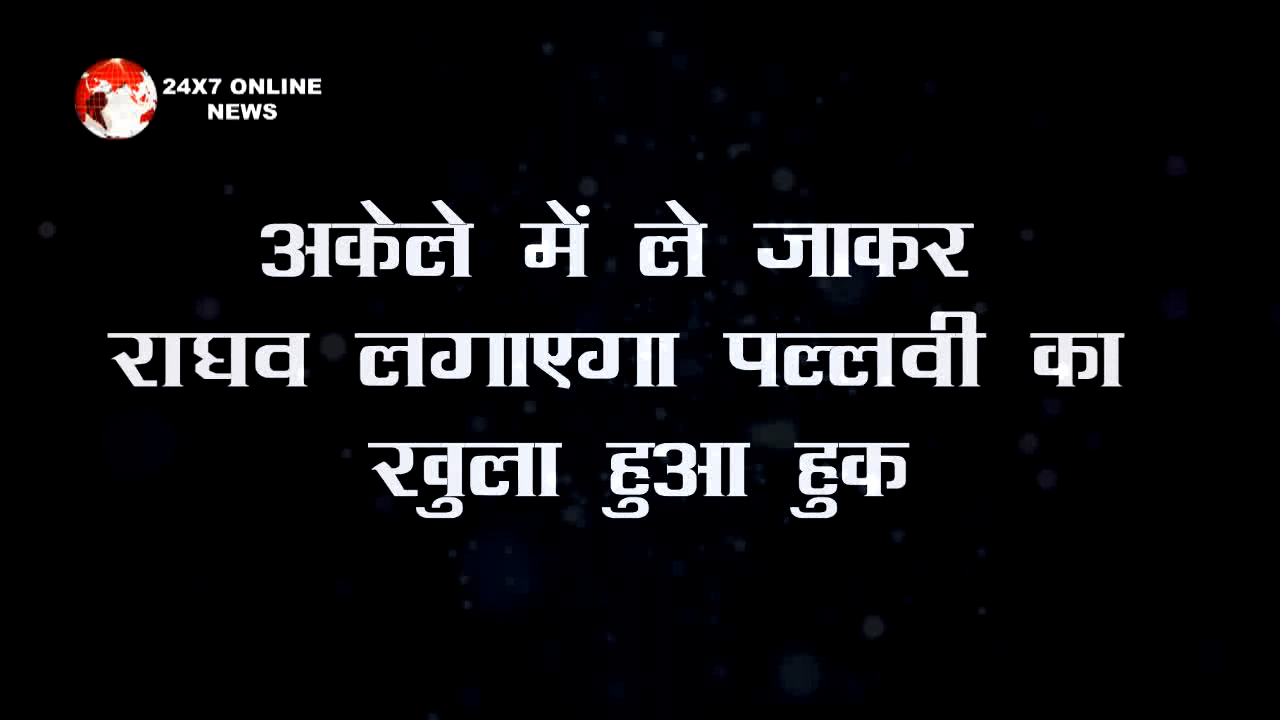 24X7 ONLINE
NEWS
अकेले में ले जाकर
राघव लगाएगा पल्लवी का
खुला हुआ हुक